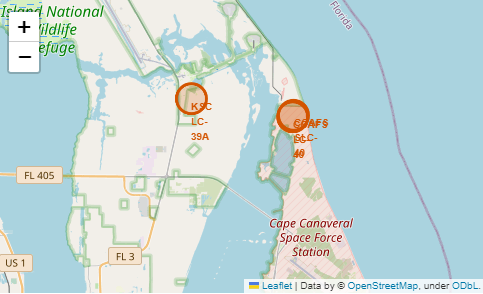 Island National
Wildlife
Refuge
+
−
Florida
KSC
LC-
39A
CCAFS
SLC-
40
FL 405
Cape Canaveral
Space Force
Station
FL 3
US 1
Leaflet | Data by © OpenStreetMap, under ODbL.